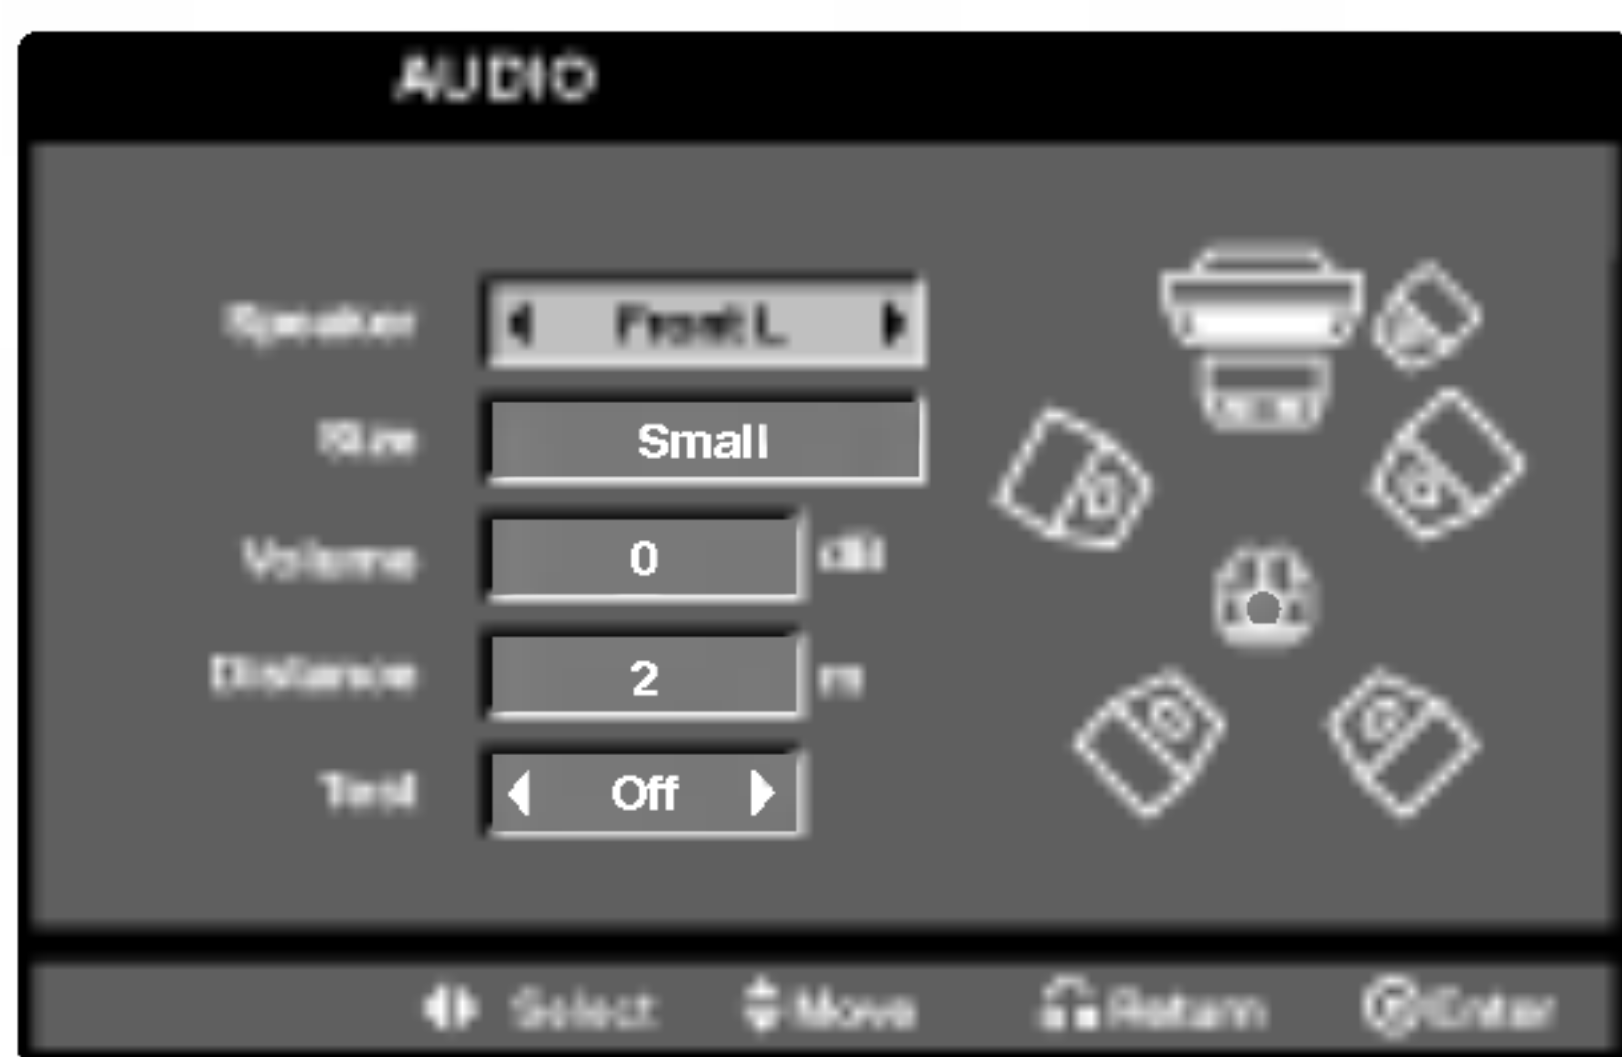 AUDIO
Speaker Front L
Size Small
Volume 0 dB
Distance 2 m
Test Off
Select Move Return Enter